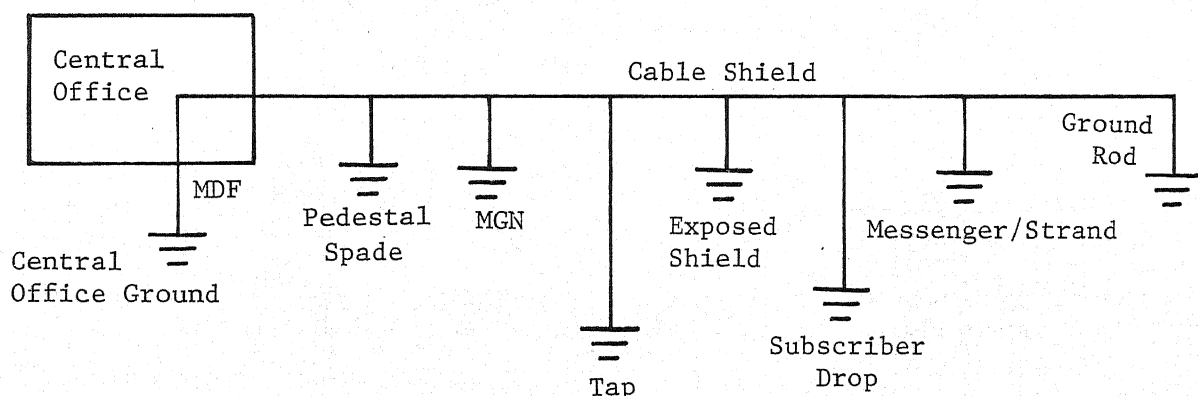 Central
Office
Cable Shield
Ground
Rod
MDF
Pedestal
Spade
MGN
Exposed
Shield
Messenger/Strand
Central
Office Ground
Subscriber
Drop
Tap